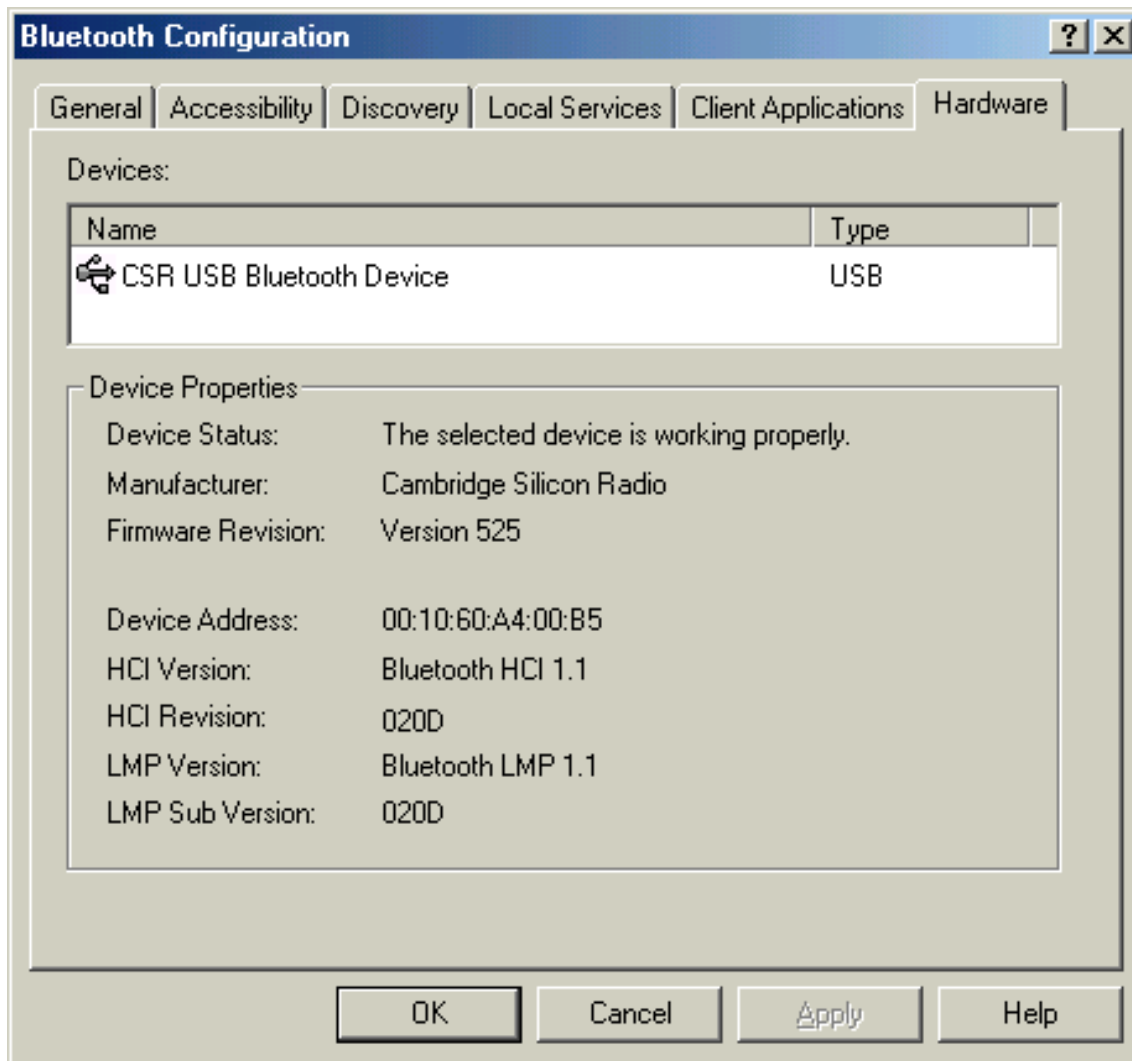 Bluetooth Configuration
General Accessibility Discovery Local Services Client Applications Hardware
Devices:
Name Type
CSR USB Bluetooth Device USB
Device Properties
Device Status: The selected device is working properly.
Manufacturer: Cambridge Silicon Radio
Firmware Revision: Version 525
Device Address: 00:10:60:A4:00:B5
HCI Version: Bluetooth HCI 1.1
HCI Revision: 020D
LMP Version: Bluetooth LMP 1.1
LMP Sub Version: 020D
OK Cancel Apply Help